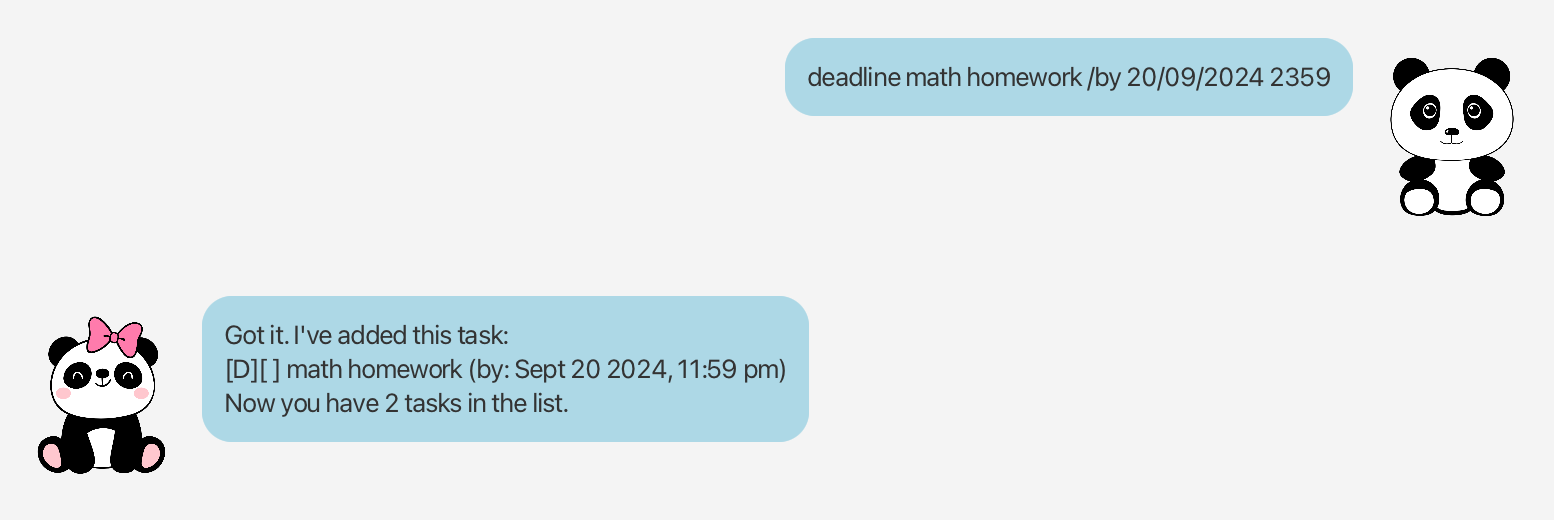 deadline math homework /by 20/09/2024 2359
Got it. I've added this task:
[D][ ] math homework (by: Sept 20 2024, 11:59 pm)
Now you have 2 tasks in the list.